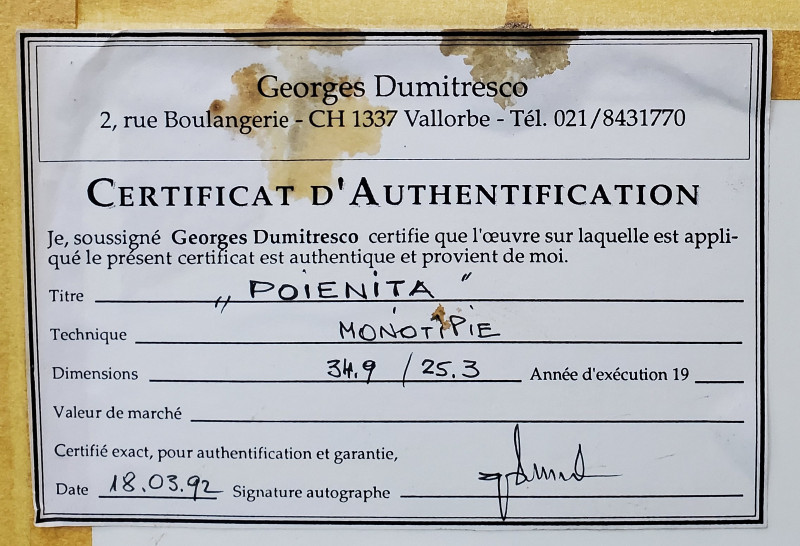 Georges Dumitresco
2, rue Boulangerie - CH 1337 Vallorbe - Tél. 021/8431770
CERTIFICAT D'AUTHENTIFICATION
Je, soussigné Georges Dumitresco certifie que l'œuvre sur laquelle est appli-
qué le présent certificat est authentique et provient de moi.
Titre „POIENITA"
Technique MONOTIPIE
Dimensions 34.9 / 25.3 Année d'exécution 19
Valeur de marché
Certifié exact, pour authentification et garantie,
Date 18.03.92 Signature autographe